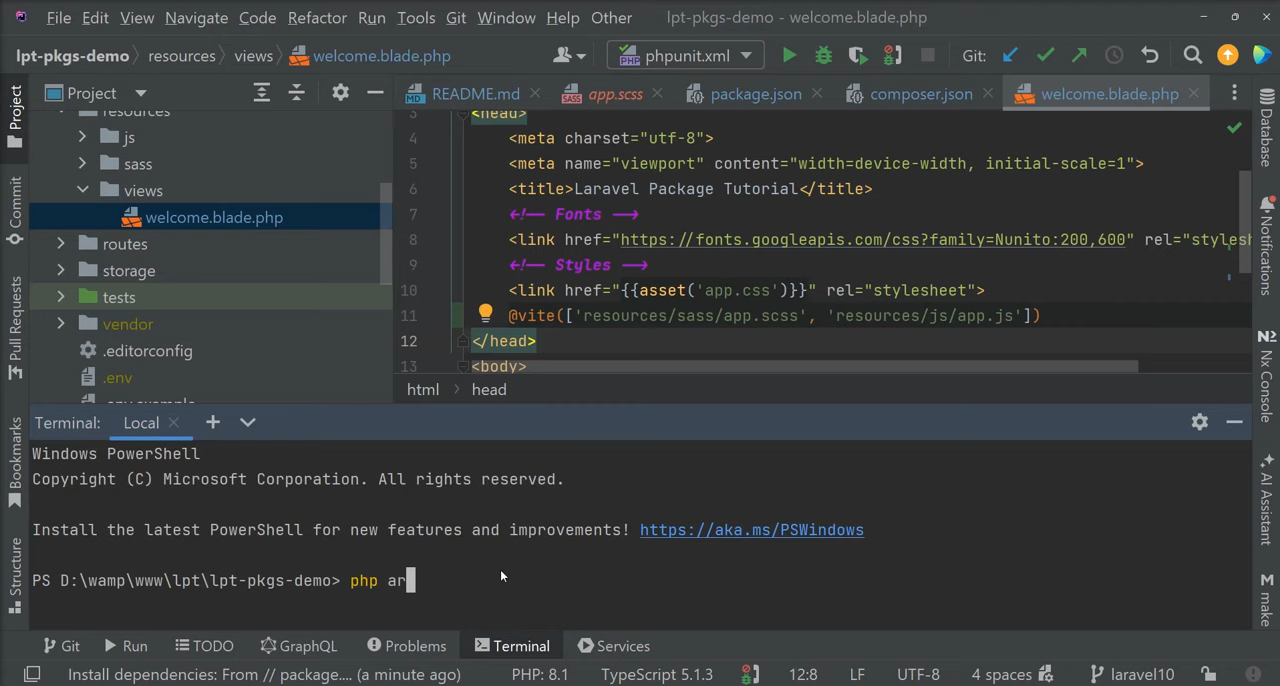 File Edit View Navigate Code Refactor Run Tools Git Window Help Other lpt-pkgs-demo - welcome.blade.php
lpt-pkgs-demo resources views welcome.blade.php phpunit.xml Git:
Project README.md app.scss package.json composer.json welcome.blade.php
resources
js
sass
views
welcome.blade.php
routes
storage
tests
vendor
.editorconfig
.env
.env.example
3 <head>
4 <meta charset="utf-8">
5 <meta name="viewport" content="width=device-width, initial-scale=1">
6 <title>Laravel Package Tutorial</title>
7 <!-- Fonts -->
8 <link href="https://fonts.googleapis.com/css?family=Nunito:200,600" rel="stylesh
9 <!-- Styles -->
10 <link href="{{asset('app.css')}}" rel="stylesheet">
11 @vite(['resources/sass/app.scss', 'resources/js/app.js'])
12 </head>
13 <body>
html head
Project
Commit
Pull Requests
Bookmarks
Structure
Database
Notifications
Nx Console
AI Assistant
M make
Terminal: Local
Windows PowerShell
Copyright (C) Microsoft Corporation. All rights reserved.
Install the latest PowerShell for new features and improvements! https://aka.ms/PSWindows
PS D:\wamp\www\lpt\lpt-pkgs-demo> php ar
Git Run TODO GraphQL Problems Terminal Services
Install dependencies: From // package.... (a minute ago) PHP: 8.1 TypeScript 5.1.3 12:8 LF UTF-8 4 spaces laravel10